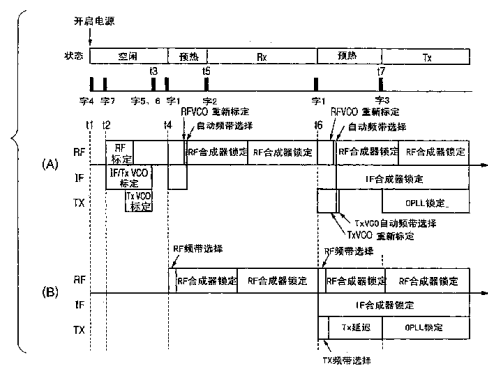 开启电源
状态 空闲 预热 Rx 预热 Tx
t3 t5 t7
字4 字7 字5、6 字1 字2 字1 字3
t1 t2 t4 t6
RFVCO 重新标定
自动频带选择
RFVCO 重新标定
自动频带选择
(A)
RF RF 标定 RF合成器锁定 RF合成器锁定 RF合成器锁定 RF合成器锁定
IF IF/Tx VCO 标定 IF合成器锁定
TX Tx VCO 标定 OPLL锁定
TxVCO自动频带选择
TxVCO 重新标定
RF频带选择 RF频带选择
(B)
RF RF合成器锁定 RF合成器锁定 RF合成器锁定 RF合成器锁定
IF IF合成器锁定
TX Tx延迟 OPLL锁定
TX频带选择